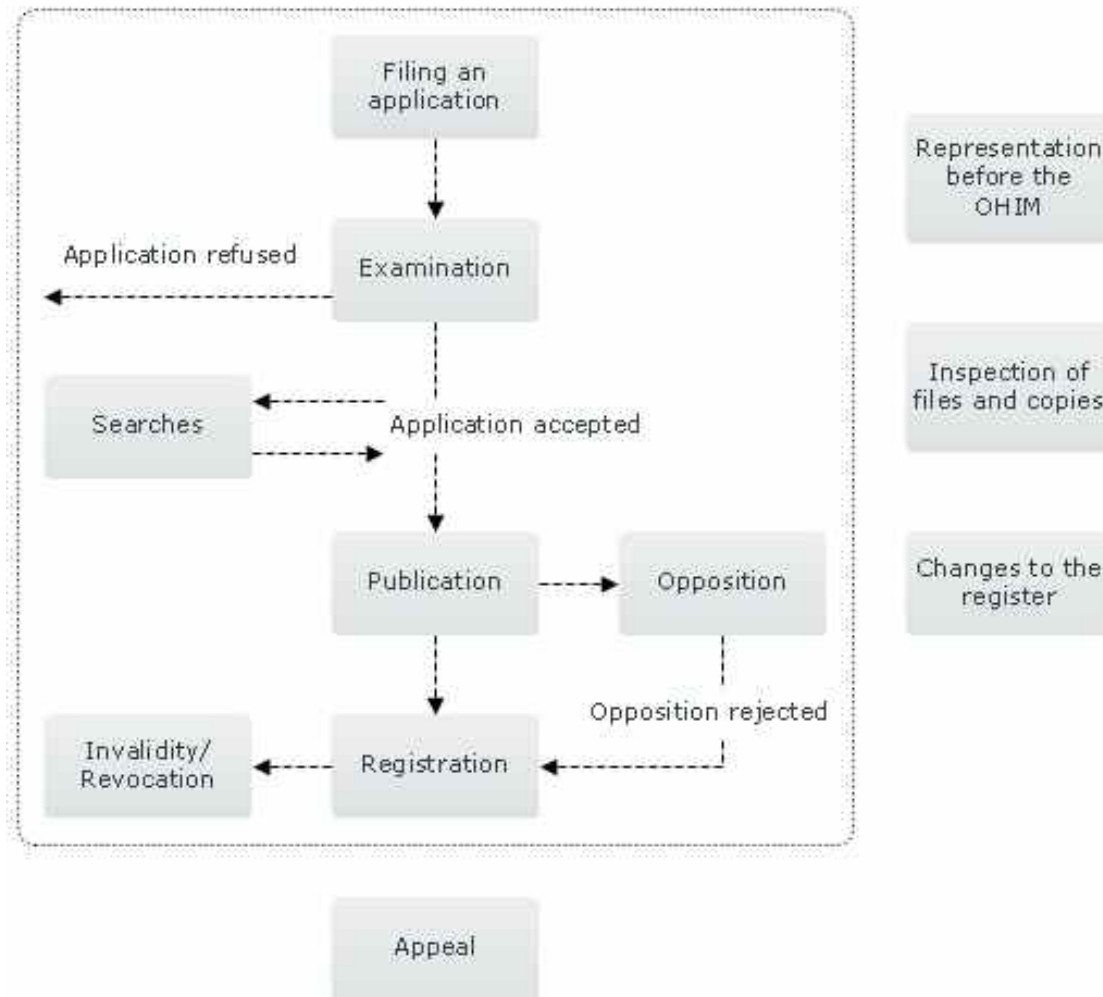 Filing an
application
Representation
before the
OHIM
Application refused
Examination
Inspection of
files and copies
Searches
Application accepted
Publication
Opposition
Changes to the
register
Opposition rejected
Invalidity/
Revocation
Registration
Appeal